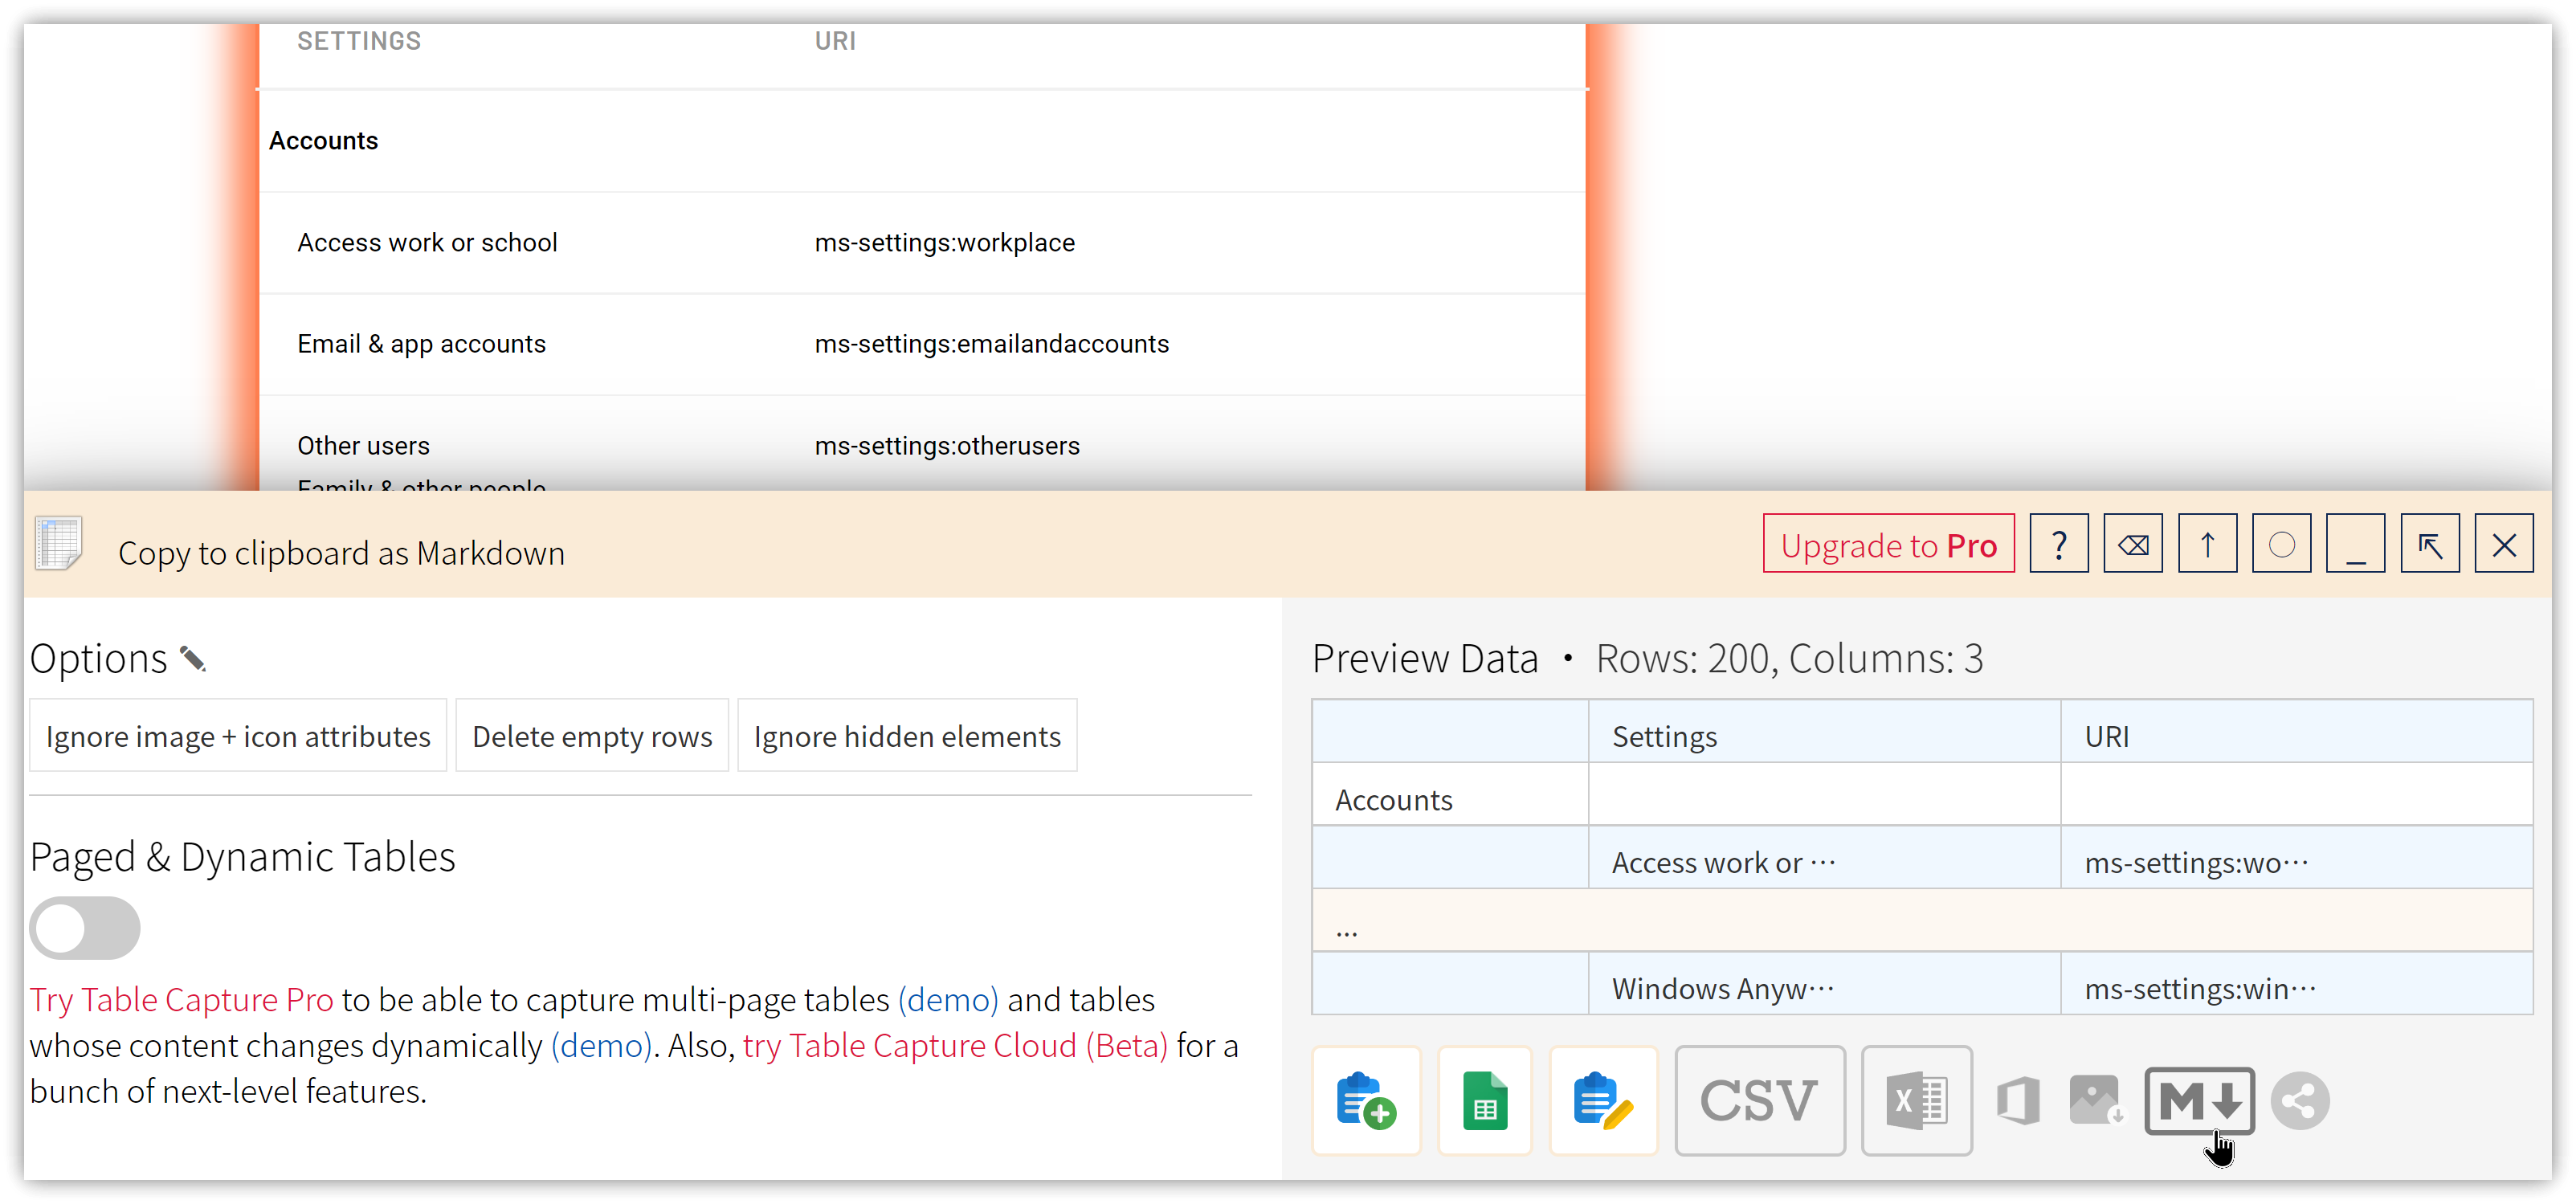 SETTINGS URI
Accounts
Access work or school ms-settings:workplace
Email & app accounts ms-settings:emailandaccounts
Other users ms-settings:otherusers
Family & other people
Copy to clipboard as Markdown Upgrade to Pro ? ⌫ ↑ ○ _ ↖ ×
Options
Ignore image + icon attributes Delete empty rows Ignore hidden elements
Paged & Dynamic Tables
Try Table Capture Pro to be able to capture multi-page tables (demo) and tables
whose content changes dynamically (demo). Also, try Table Capture Cloud (Beta) for a
bunch of next-level features.
Preview Data • Rows: 200, Columns: 3
Settings URI
Accounts
Access work or ⋯ ms-settings:wo⋯
...
Windows Anyw⋯ ms-settings:win⋯
CSV X M↓